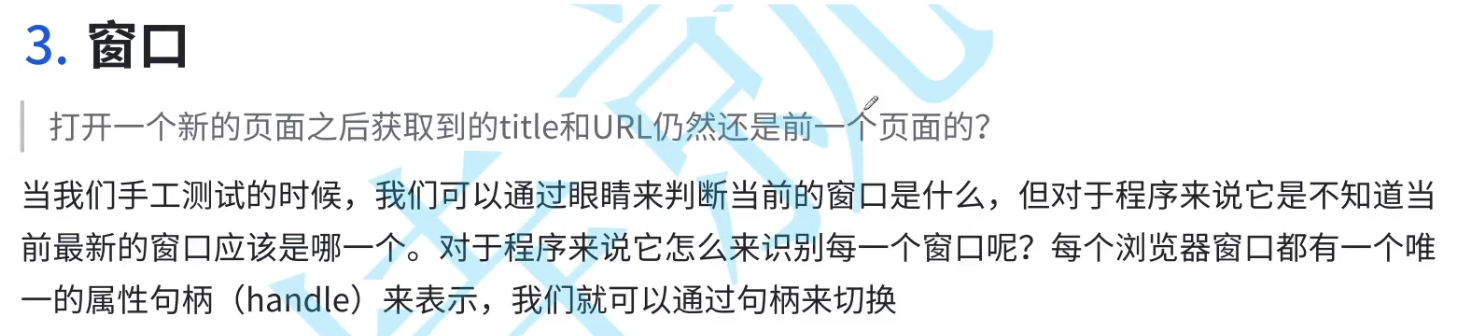 3. 窗口
打开一个新的页面之后获取到的title和URL仍然还是前一个页面的？
当我们手工测试的时候，我们可以通过眼睛来判断当前的窗口是什么，但对于程序来说它是不知道当
前最新的窗口应该是哪一个。对于程序来说它怎么来识别每一个窗口呢？每个浏览器窗口都有一个唯
一的属性句柄（handle）来表示，我们就可以通过句柄来切换